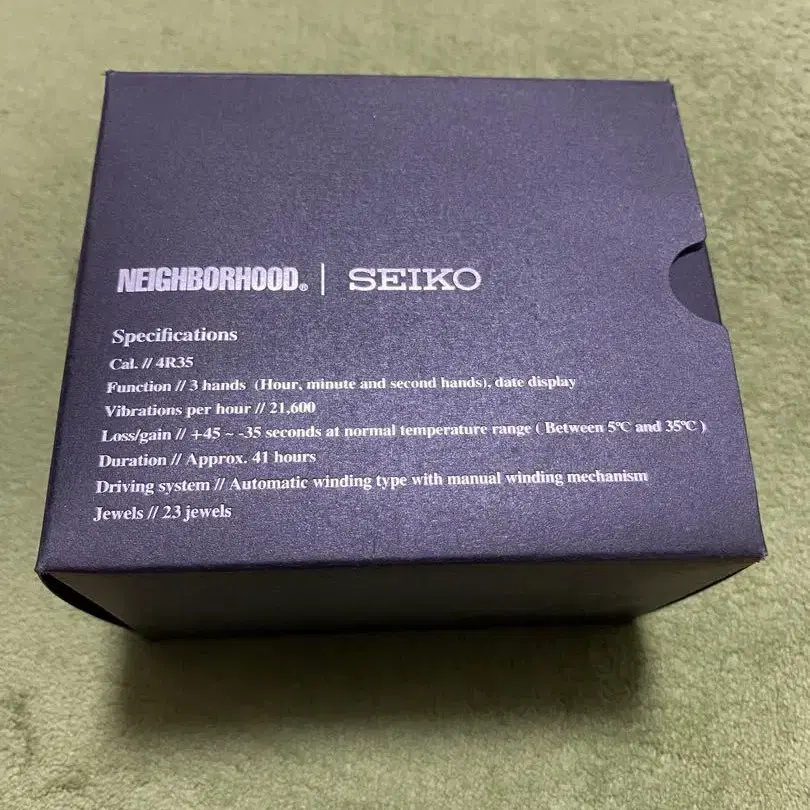 NEIGHBORHOOD® | SEIKO
Specifications
Cal. // 4R35
Function // 3 hands (Hour, minute and second hands), date display
Vibrations per hour // 21,600
Loss/gain // +45 ~ -35 seconds at normal temperature range ( Between 5℃ and 35℃ )
Duration // Approx. 41 hours
Driving system // Automatic winding type with manual winding mechanism
Jewels // 23 jewels